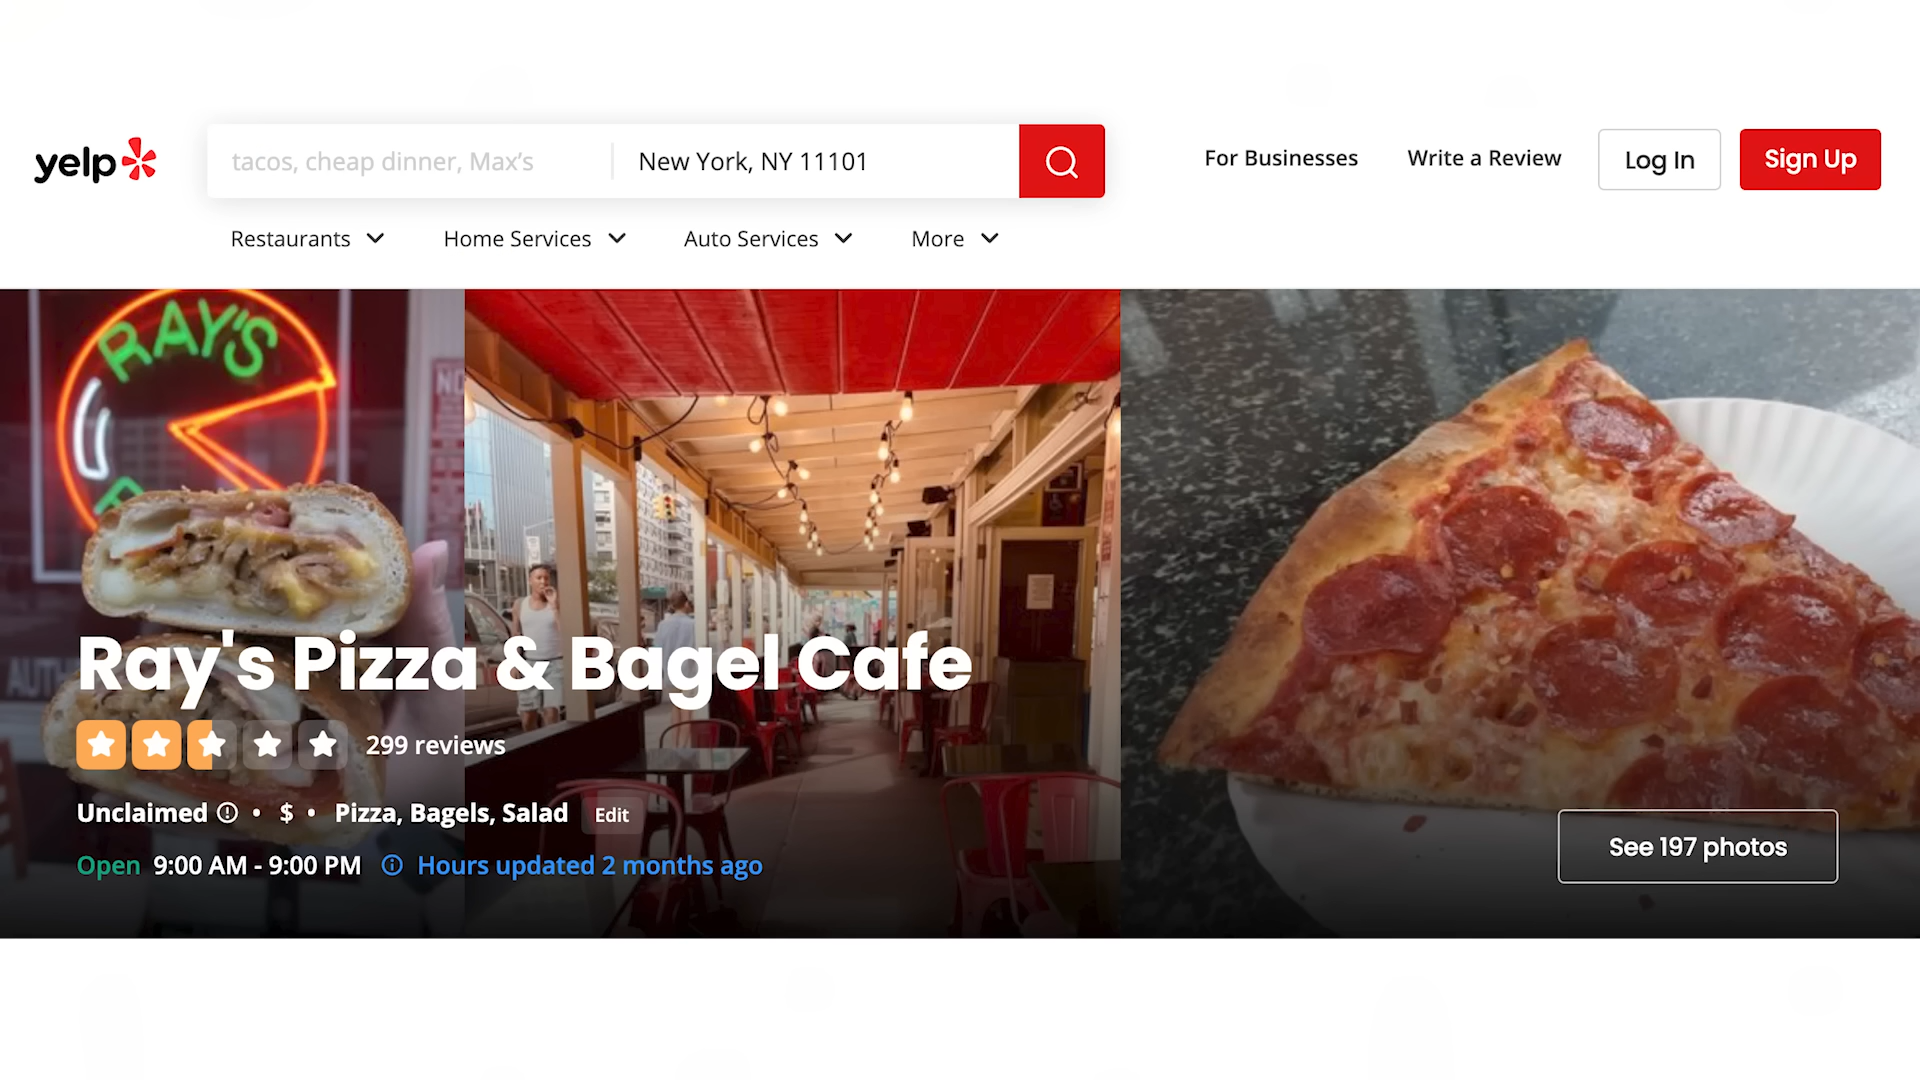 yelp
tacos, cheap dinner, Max's
New York, NY 11101
For Businesses
Write a Review
Log In
Sign Up
Restaurants
Home Services
Auto Services
More
RAY'S
Ray's Pizza & Bagel Cafe
299 reviews
Unclaimed • $ • Pizza, Bagels, Salad Edit
Open 9:00 AM - 9:00 PM Hours updated 2 months ago
See 197 photos